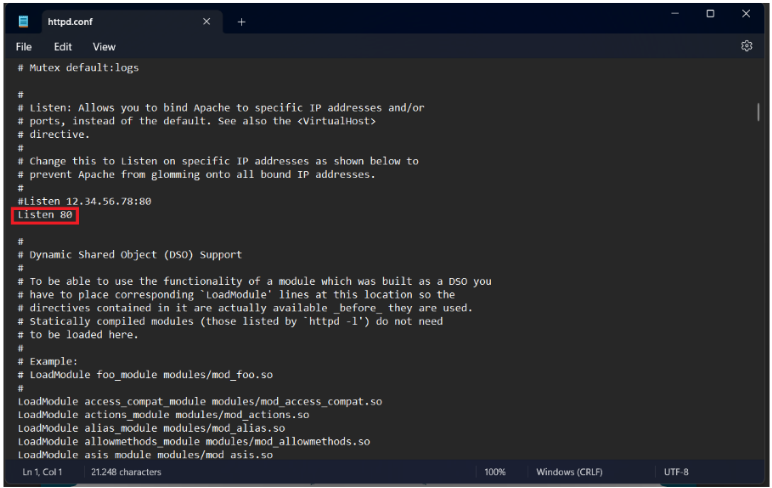 httpd.conf
File Edit View
# Mutex default:logs
#
# Listen: Allows you to bind Apache to specific IP addresses and/or
# ports, instead of the default. See also the <VirtualHost>
# directive.
#
# Change this to Listen on specific IP addresses as shown below to
# prevent Apache from glomming onto all bound IP addresses.
#
#Listen 12.34.56.78:80
Listen 80
#
# Dynamic Shared Object (DSO) Support
#
# To be able to use the functionality of a module which was built as a DSO you
# have to place corresponding `LoadModule' lines at this location so the
# directives contained in it are actually available _before_ they are used.
# Statically compiled modules (those listed by `httpd -l') do not need
# to be loaded here.
#
# Example:
# LoadModule foo_module modules/mod_foo.so
#
LoadModule access_compat_module modules/mod_access_compat.so
LoadModule actions_module modules/mod_actions.so
LoadModule alias_module modules/mod_alias.so
LoadModule allowmethods_module modules/mod_allowmethods.so
LoadModule asis_module modules/mod_asis.so
Ln 1, Col 1 21.248 characters 100% Windows (CRLF) UTF-8